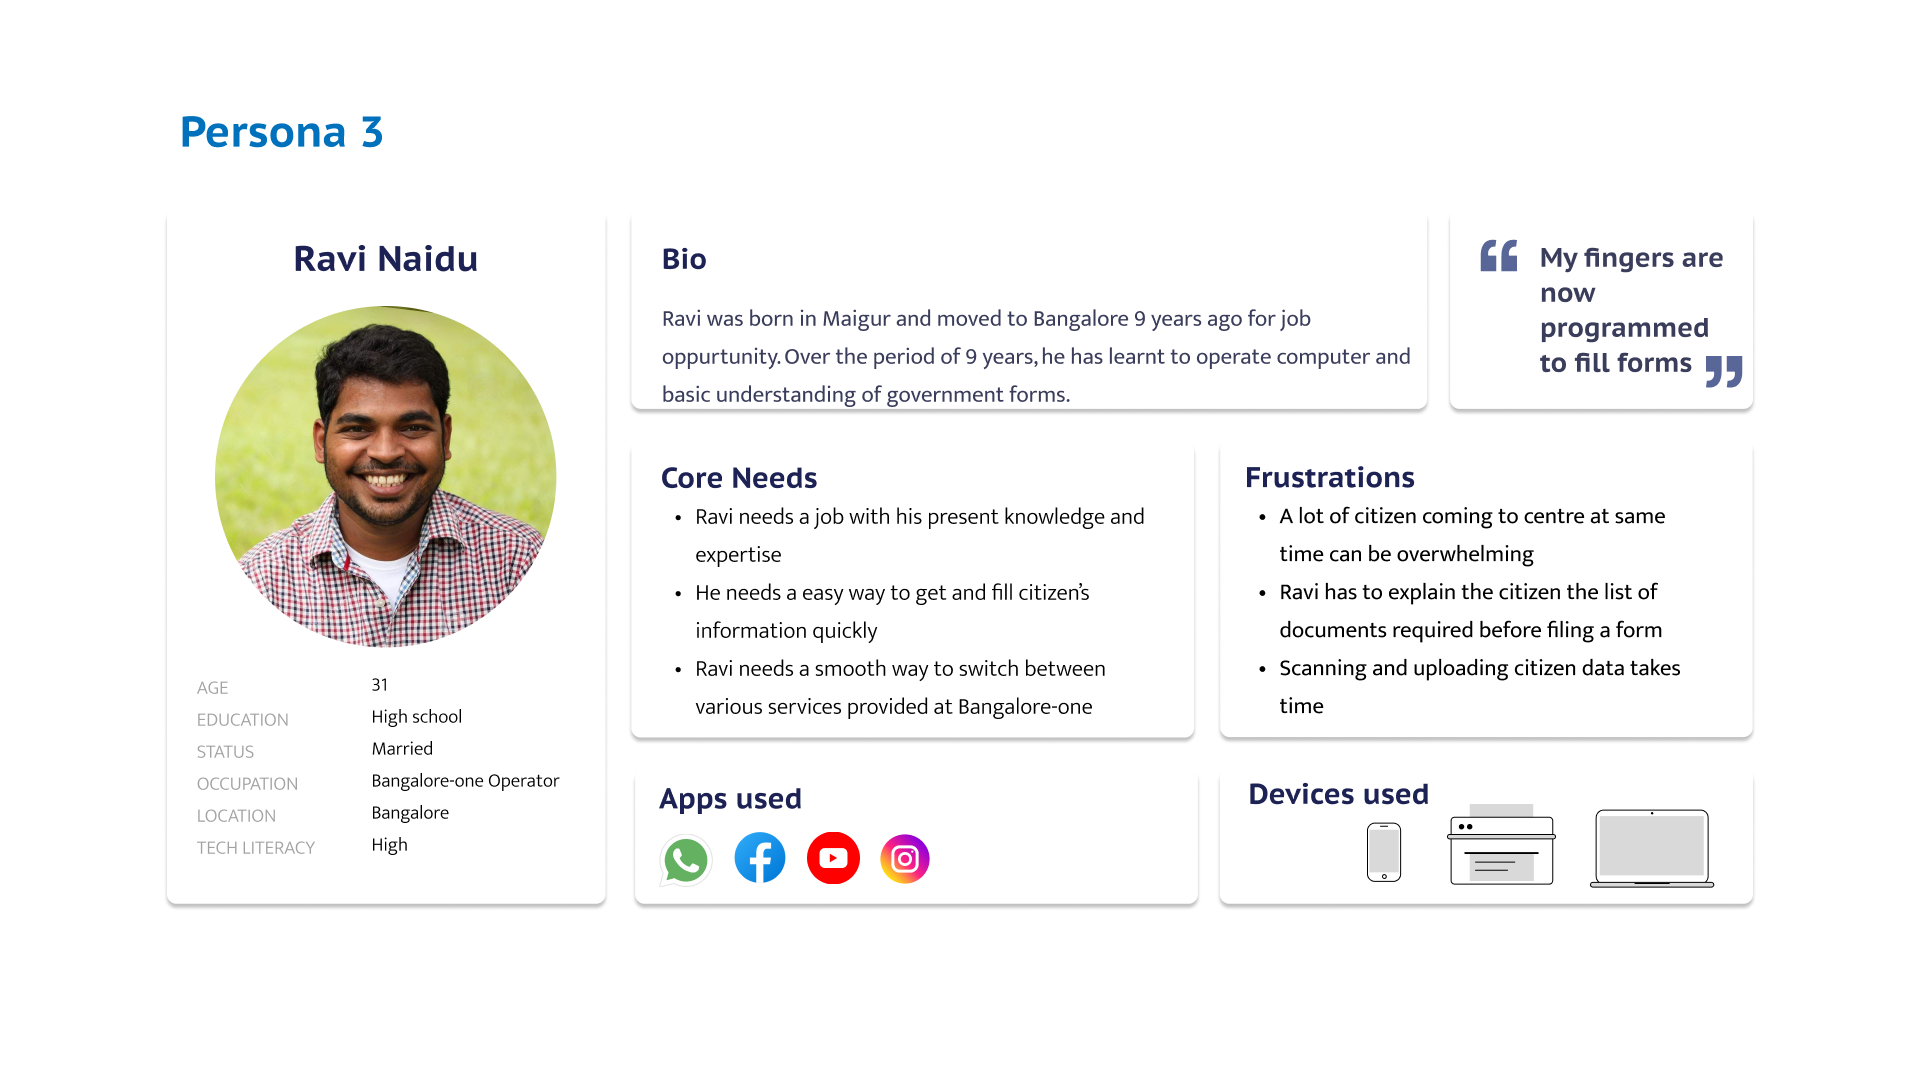 Persona 3
Ravi Naidu
AGE 31
EDUCATION High school
STATUS Married
OCCUPATION Bangalore-one Operator
LOCATION Bangalore
TECH LITERACY High
Bio
Ravi was born in Maigur and moved to Bangalore 9 years ago for job
oppurtunity. Over the period of 9 years, he has learnt to operate computer and
basic understanding of government forms.
“ My fingers are
now
programmed
to fill forms ”
Core Needs
• Ravi needs a job with his present knowledge and
expertise
• He needs a easy way to get and fill citizen’s
information quickly
• Ravi needs a smooth way to switch between
various services provided at Bangalore-one
Frustrations
• A lot of citizen coming to centre at same
time can be overwhelming
• Ravi has to explain the citizen the list of
documents required before filing a form
• Scanning and uploading citizen data takes
time
Apps used
Devices used